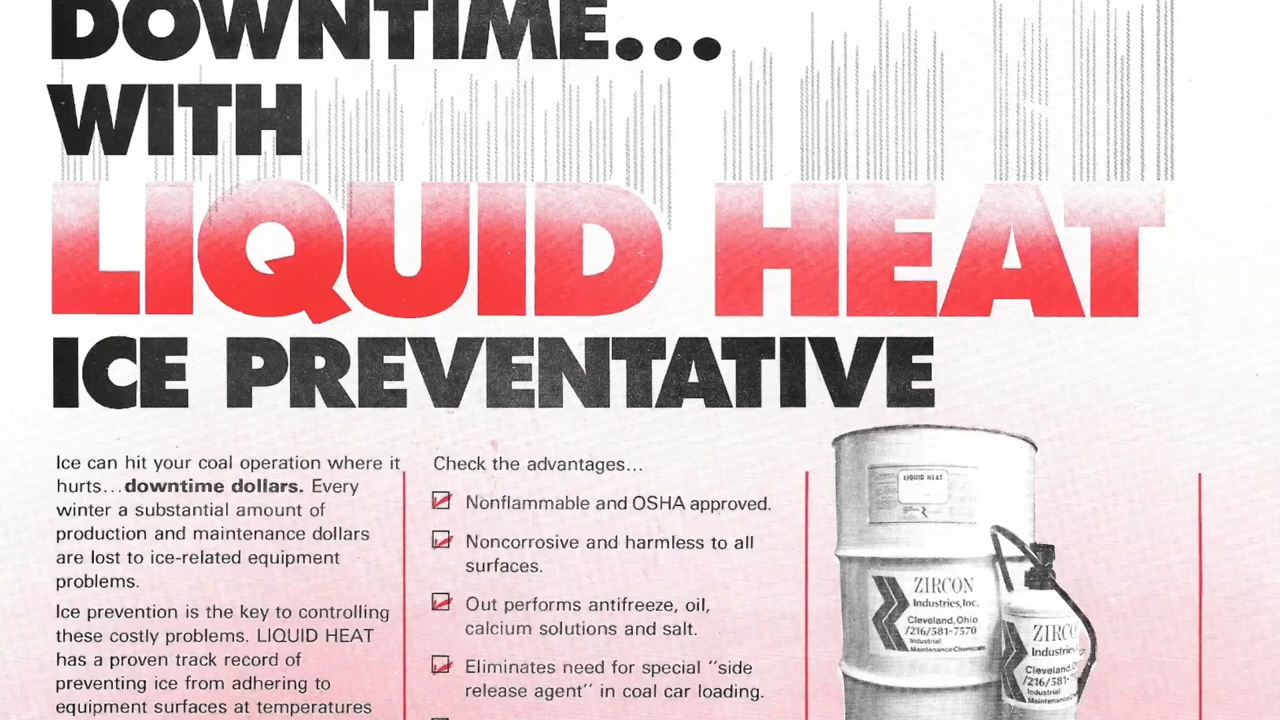 DOWNTIME...
WITH
LIQUID HEAT
ICE PREVENTATIVE
Ice can hit your coal operation where it
hurts...downtime dollars. Every
winter a substantial amount of
production and maintenance dollars
are lost to ice-related equipment
problems.
Ice prevention is the key to controlling
these costly problems. LIQUID HEAT
has a proven track record of
preventing ice from adhering to
equipment surfaces at temperatures
Check the advantages...
Nonflammable and OSHA approved.
Noncorrosive and harmless to all
surfaces.
Out performs antifreeze, oil,
calcium solutions and salt.
Eliminates need for special "side
release agent" in coal car loading.
LIQUID HEAT
ZIRCON
Industries, Inc.
Cleveland, Ohio
/216/581-7570
Industrial
Maintenance Chemicals
ZIRCO
Industries
Cleveland, O
/216/581-
Industrial
Maintenance